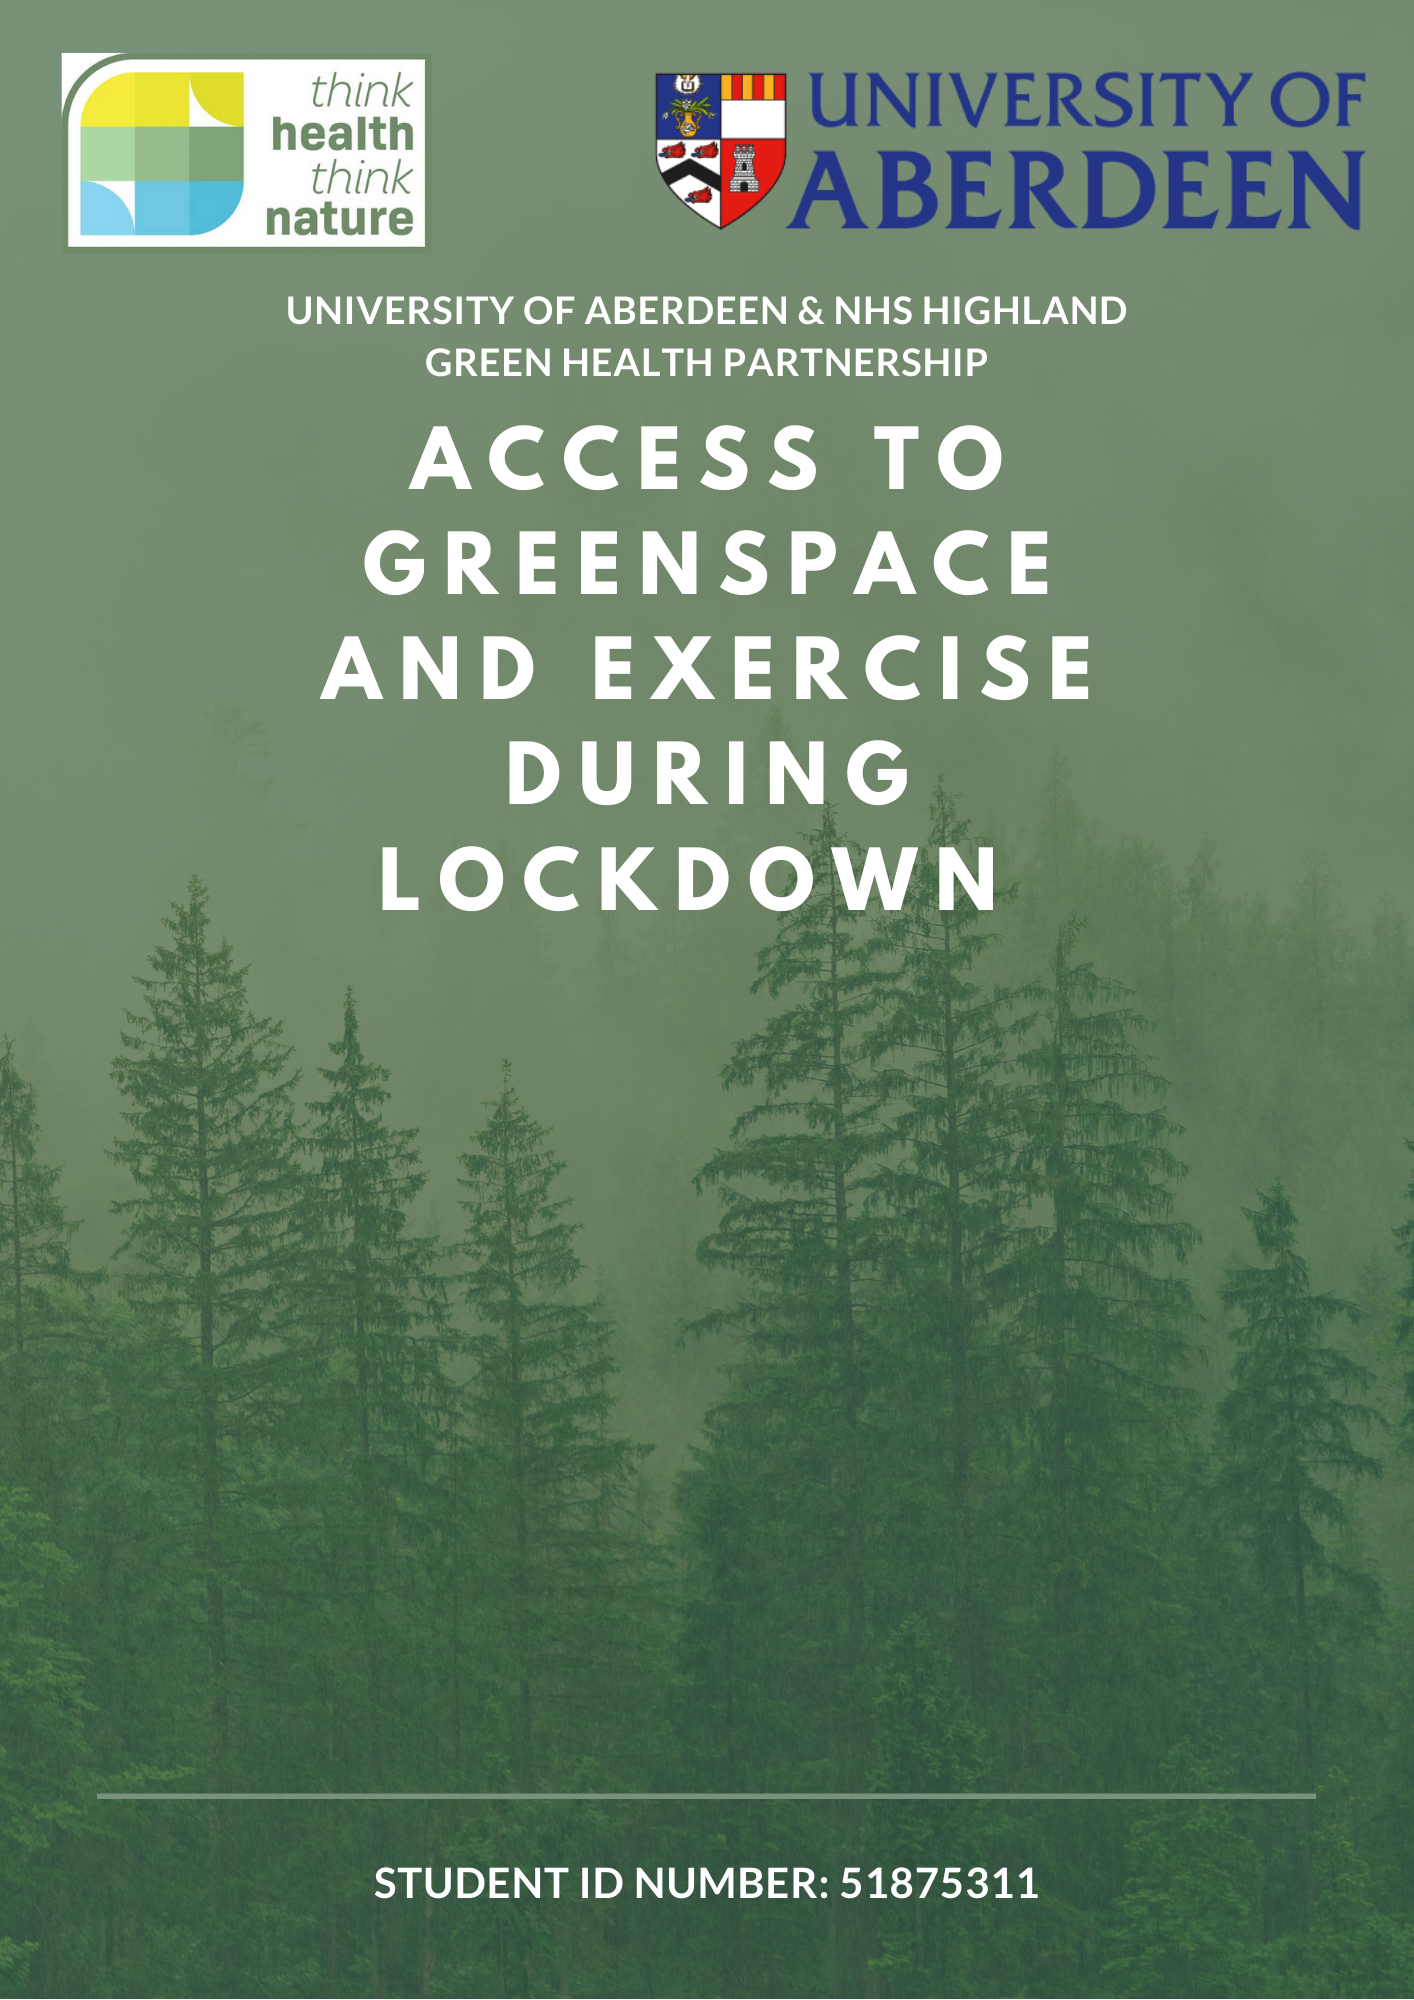 think
health
think
nature
UNIVERSITY OF
ABERDEEN
UNIVERSITY OF ABERDEEN & NHS HIGHLAND
GREEN HEALTH PARTNERSHIP
ACCESS TO
GREENSPACE
AND EXERCISE
DURING
LOCKDOWN
STUDENT ID NUMBER: 51875311